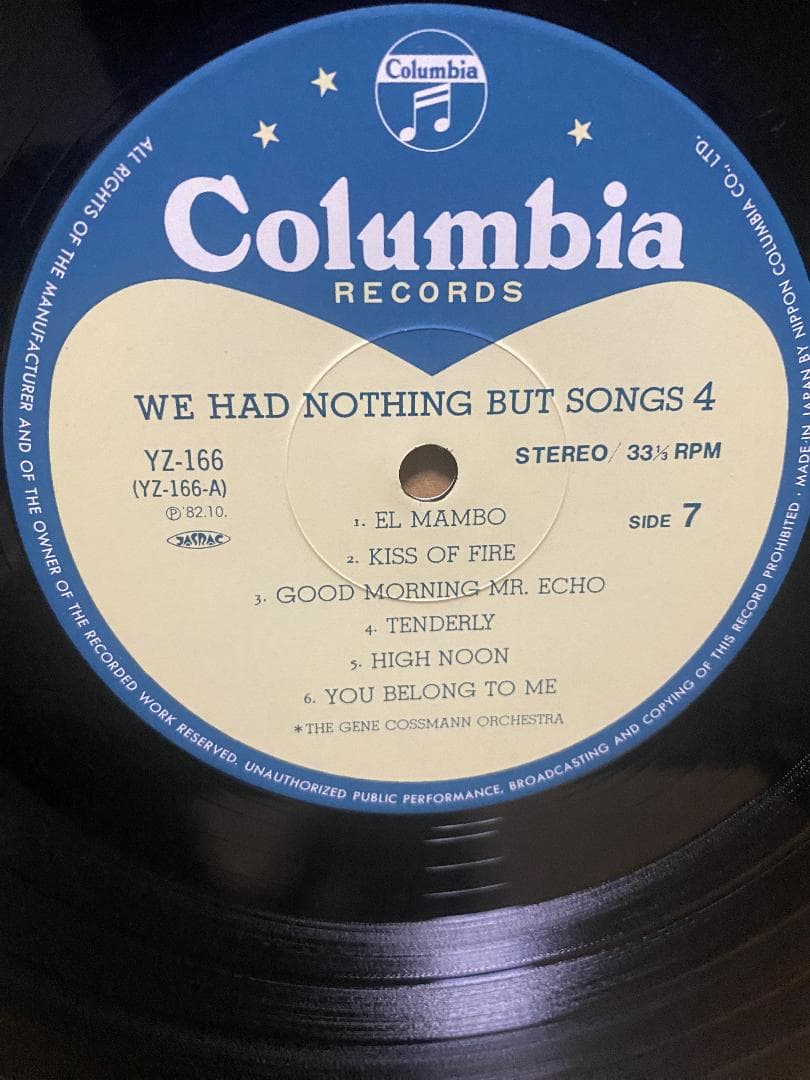 Columbia
Columbia
RECORDS
WE HAD NOTHING BUT SONGS 4
YZ-166
(YZ-166-A)
Ⓟ'82.10.
JASRAC
STEREO/33⅓ RPM
SIDE 7
1. EL MAMBO
2. KISS OF FIRE
3. GOOD MORNING MR. ECHO
4. TENDERLY
5. HIGH NOON
6. YOU BELONG TO ME
*THE GENE COSSMANN ORCHESTRA
ALL RIGHTS OF THE MANUFACTURER AND OF THE OWNER OF THE RECORDED WORK RESERVED. UNAUTHORIZED PUBLIC PERFORMANCE, BROADCASTING AND COPYING OF THIS RECORD PROHIBITED · MADE IN JAPAN BY NIPPON COLUMBIA CO., LTD.